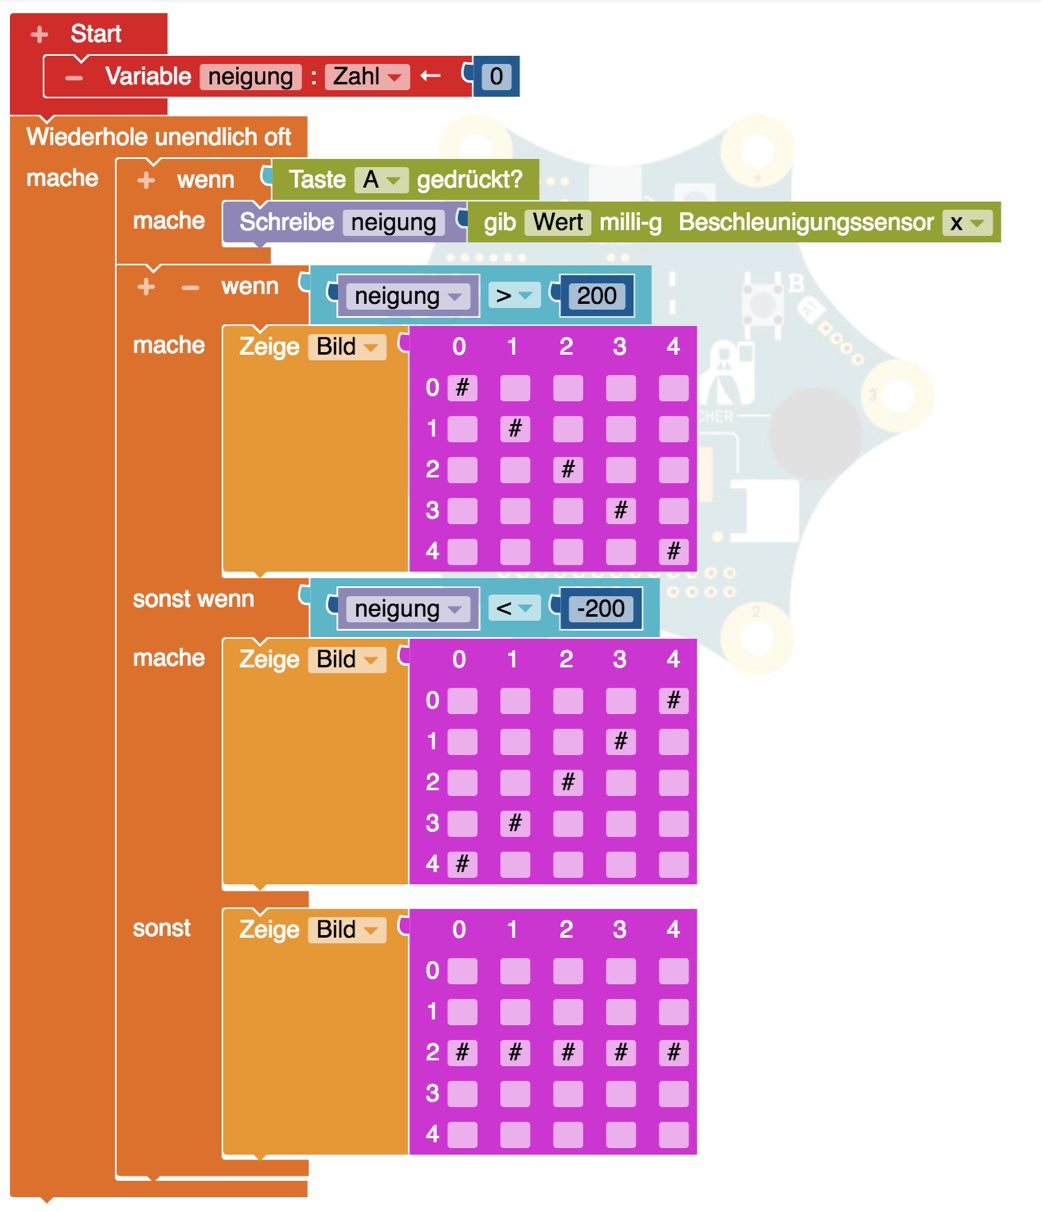 + Start
− Variable neigung : Zahl ← 0
Wiederhole unendlich oft
mache + wenn Taste A gedrückt?
mache Schreibe neigung gib Wert milli-g Beschleunigungssensor x
+ − wenn neigung > 200
B
mache Zeige Bild 0 1 2 3 4
0 #
3
1 #
CHER
2 #
3 #
4 #
sonst wenn neigung < -200
2
mache Zeige Bild 0 1 2 3 4
0 #
1 #
2 #
3 #
4 #
sonst Zeige Bild 0 1 2 3 4
0
1
2 # # # # #
3
4